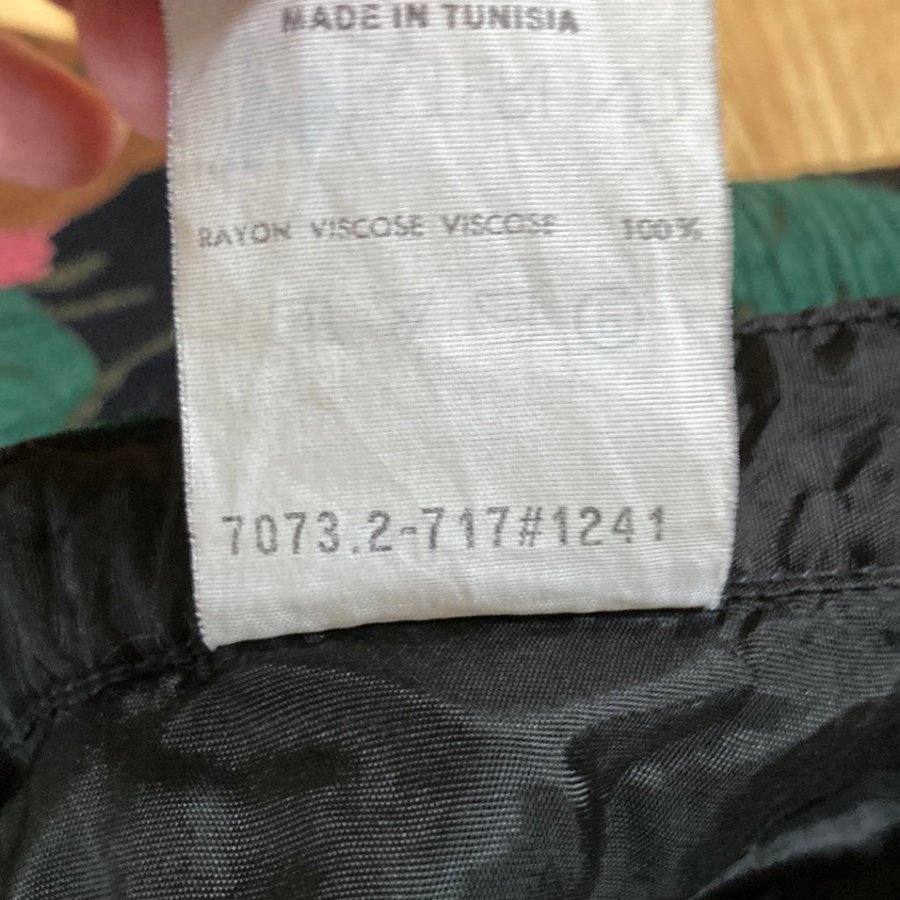 MADE IN TUNISIA
RAYON VISCOSE VISCOSE 100%
7073.2-717#1241